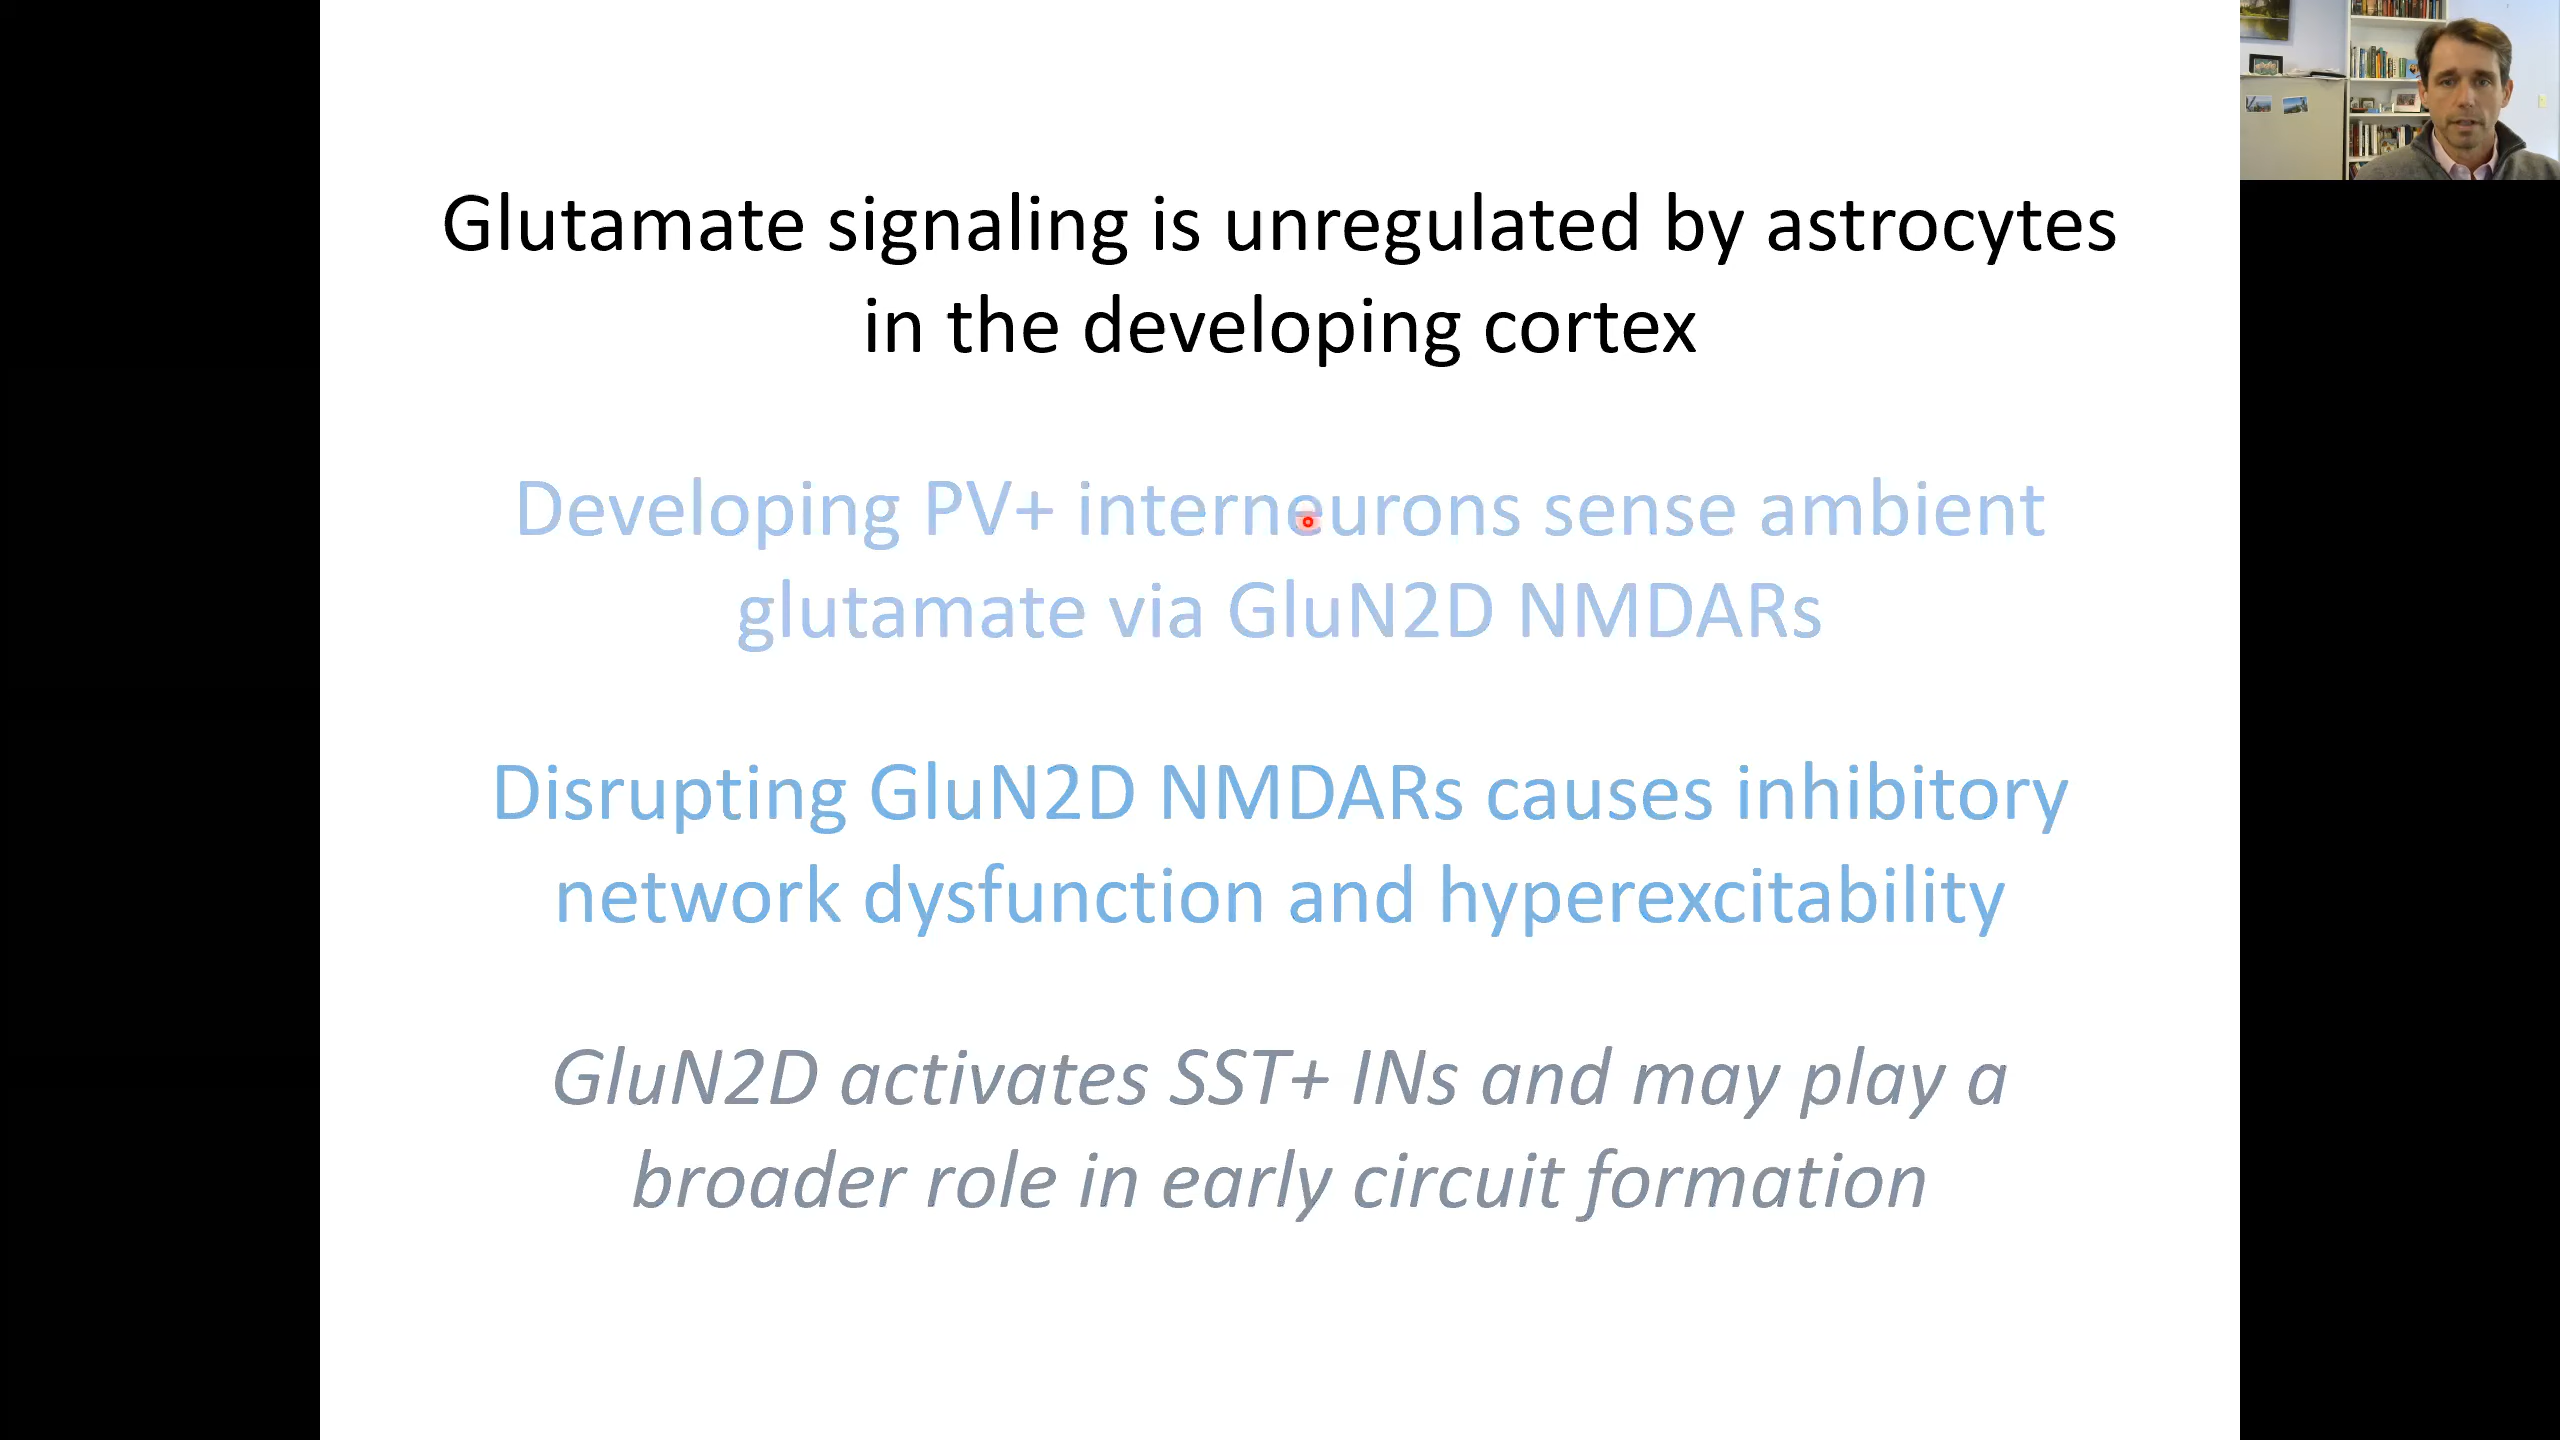 Glutamate signaling is unregulated by astrocytes
in the developing cortex
Developing PV+ interneurons sense ambient
glutamate via GluN2D NMDARs
Disrupting GluN2D NMDARs causes inhibitory
network dysfunction and hyperexcitability
GluN2D activates SST+ INs and may play a
broader role in early circuit formation